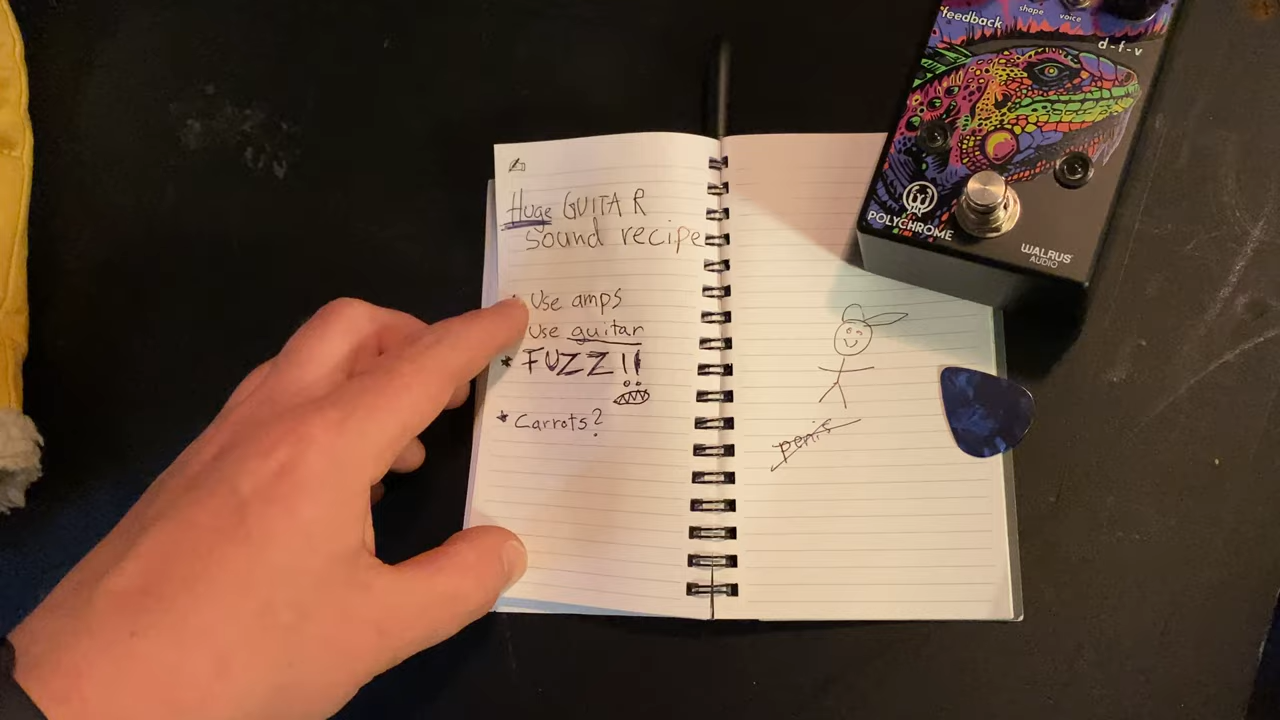 Huge GUITAR
sound recipe
Use amps
Use guitar
* FUZZ!!
* Carrots?
penis
feedback
shape
voice
d-f-v
POLYCHROME
WALRUS
AUDIO